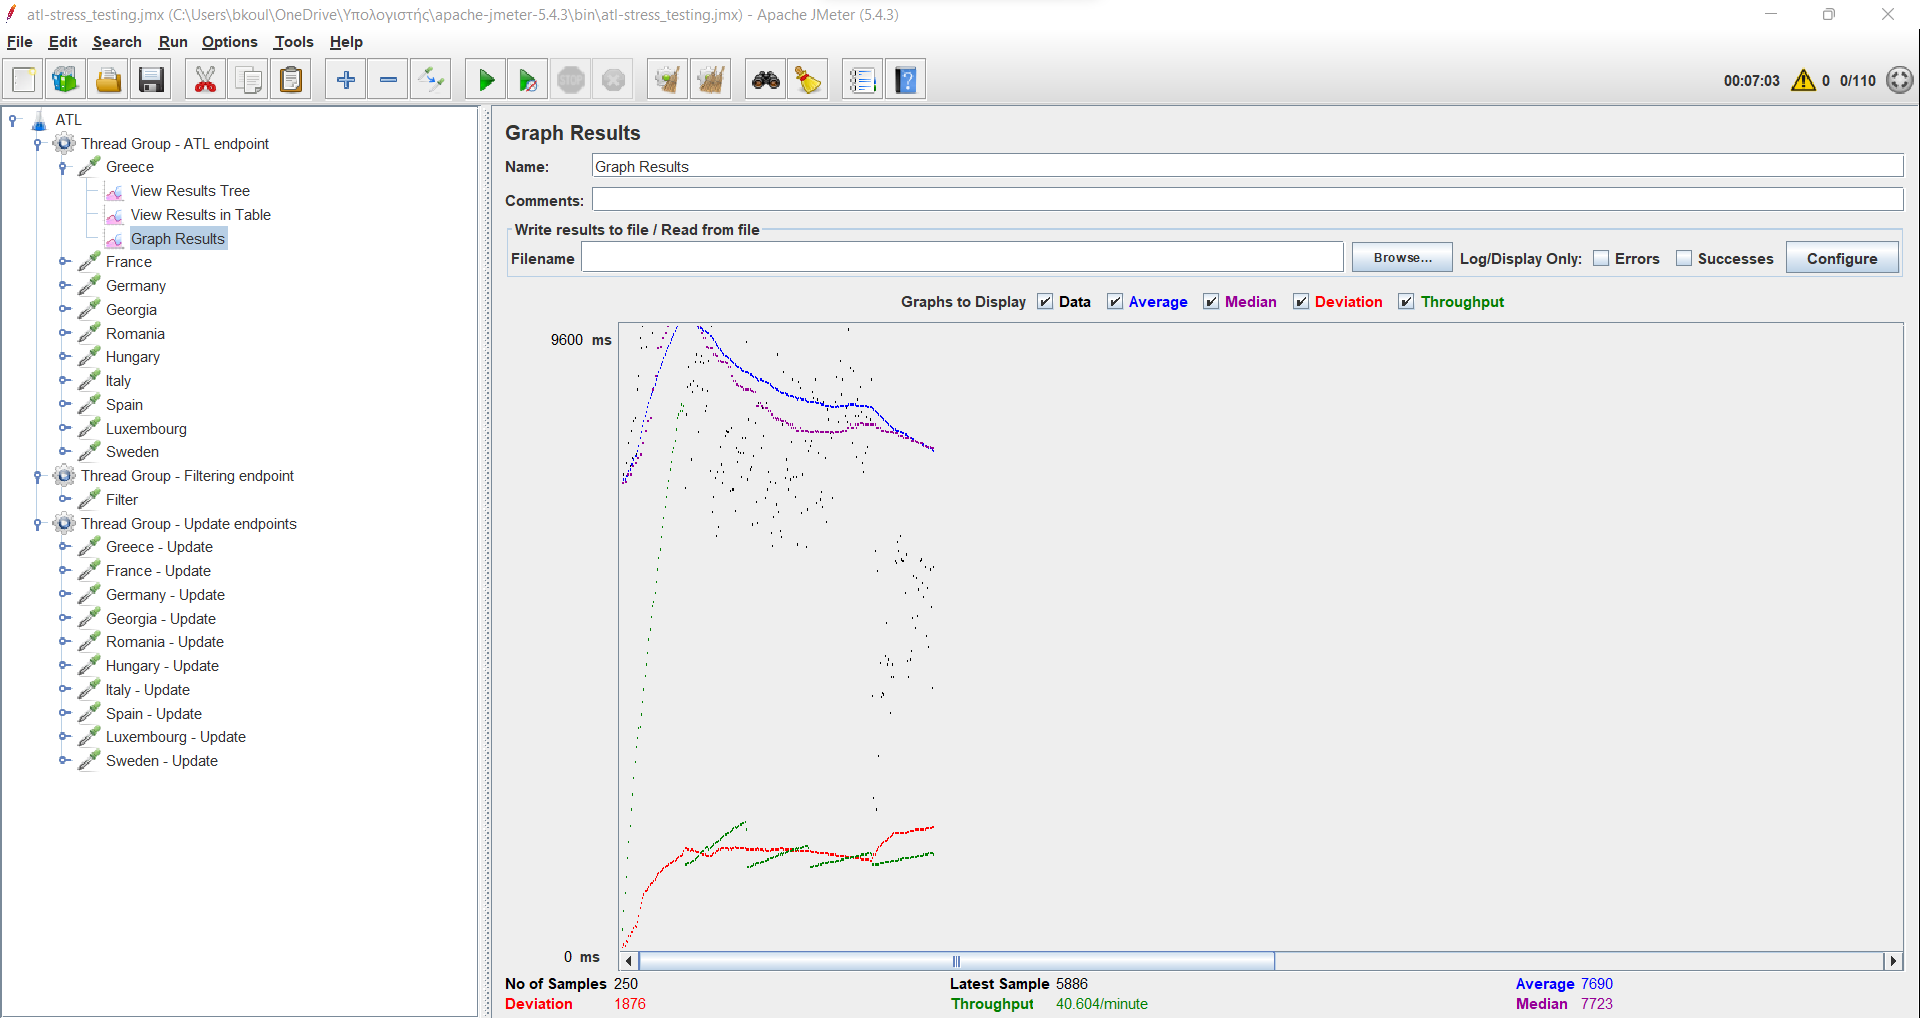 atl-stress_testing.jmx (C:\Users\bkoul\OneDrive\Υπολογιστής\apache-jmeter-5.4.3\bin\atl-stress_testing.jmx) - Apache JMeter (5.4.3)
File Edit Search Run Options Tools Help
STOP
00:07:03 0 0/110
ATL
Thread Group - ATL endpoint
Greece
View Results Tree
View Results in Table
Graph Results
France
Germany
Georgia
Romania
Hungary
Italy
Spain
Luxembourg
Sweden
Thread Group - Filtering endpoint
Filter
Thread Group - Update endpoints
Greece - Update
France - Update
Germany - Update
Georgia - Update
Romania - Update
Hungary - Update
Italy - Update
Spain - Update
Luxembourg - Update
Sweden - Update
Graph Results
Name: Graph Results
Comments:
Write results to file / Read from file
Filename Browse... Log/Display Only: Errors Successes Configure
Graphs to Display Data Average Median Deviation Throughput
9600 ms
0 ms
No of Samples 250 Latest Sample 5886 Average 7690
Deviation 1876 Throughput 40.604/minute Median 7723